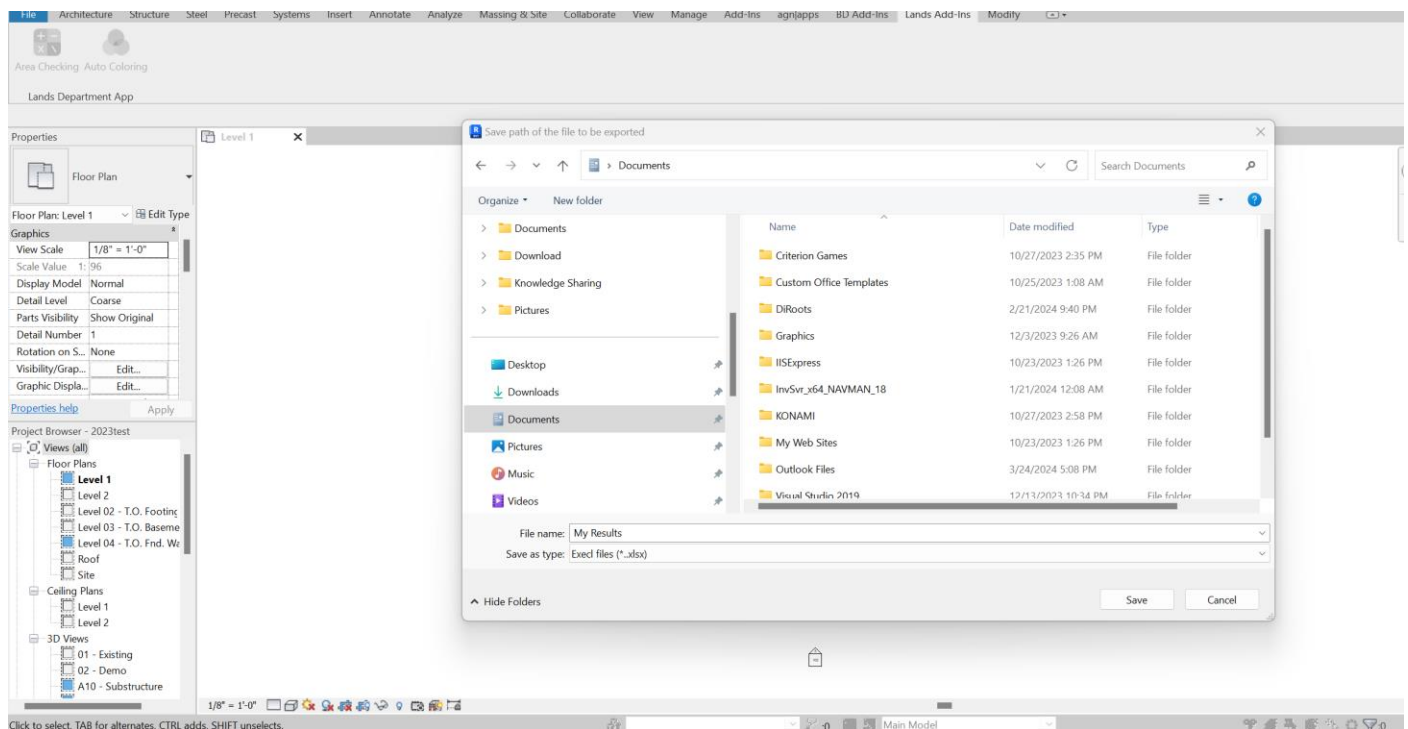 File Architecture Structure Steel Precast Systems Insert Annotate Analyze Massing & Site Collaborate View Manage Add-Ins agn|apps BD Add-Ins Lands Add-Ins Modify
Area Checking Auto Coloring
Lands Department App
Properties
Level 1
Floor Plan
Floor Plan: Level 1
Edit Type
Graphics
View Scale 1/8" = 1'-0"
Scale Value 1: 96
Display Model Normal
Detail Level Coarse
Parts Visibility Show Original
Detail Number 1
Rotation on S... None
Visibility/Grap... Edit...
Graphic Displa... Edit...
Properties help Apply
Project Browser - 2023test
Views (all)
Floor Plans
Level 1
Level 2
Level 02 - T.O. Footing
Level 03 - T.O. Baseme
Level 04 - T.O. Fnd. Wa
Roof
Site
Ceiling Plans
Level 1
Level 2
3D Views
01 - Existing
02 - Demo
A10 - Substructure
Save path of the file to be exported
Documents
Search Documents
Organize New folder
Documents
Download
Knowledge Sharing
Pictures
Desktop
Downloads
Documents
Pictures
Music
Videos
Name Date modified Type
Criterion Games 10/27/2023 2:35 PM File folder
Custom Office Templates 10/25/2023 1:08 AM File folder
DiRoots 2/21/2024 9:40 PM File folder
Graphics 12/3/2023 9:26 AM File folder
IISExpress 10/23/2023 1:26 PM File folder
InvSvr_x64_NAVMAN_18 1/21/2024 12:08 AM File folder
KONAMI 10/27/2023 2:58 PM File folder
My Web Sites 10/23/2023 1:26 PM File folder
Outlook Files 3/24/2024 5:08 PM File folder
Visual Studio 2019 12/13/2023 10:34 PM File folder
File name: My Results
Save as type: Execl files (*..xlsx)
Hide Folders
Save Cancel
1/8" = 1'-0"
Click to select, TAB for alternates, CTRL adds, SHIFT unselects.
:0 Main Model
:0